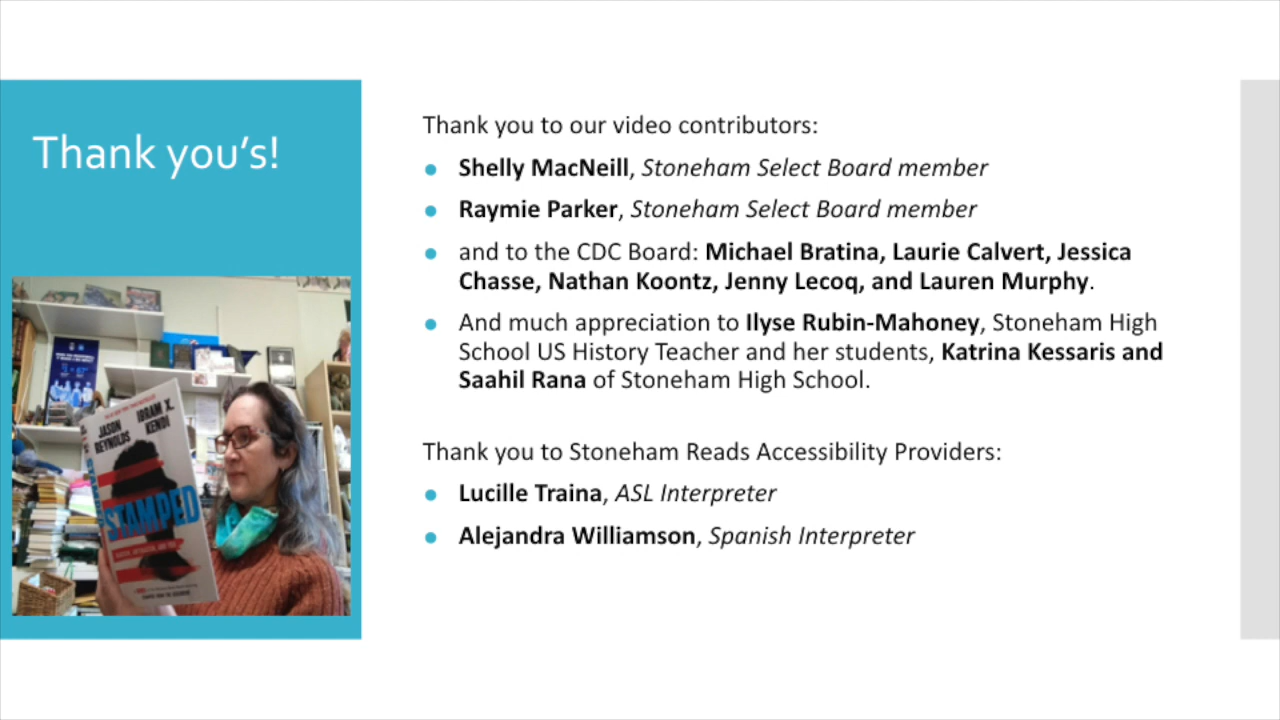 Thank you's!
Thank you to our video contributors:
Shelly MacNeill, Stoneham Select Board member
Raymie Parker, Stoneham Select Board member
and to the CDC Board: Michael Bratina, Laurie Calvert, Jessica
Chasse, Nathan Koontz, Jenny Lecoq, and Lauren Murphy.
And much appreciation to Ilyse Rubin-Mahoney, Stoneham High
School US History Teacher and her students, Katrina Kessaris and
Saahil Rana of Stoneham High School.
Thank you to Stoneham Reads Accessibility Providers:
Lucille Traina, ASL Interpreter
Alejandra Williamson, Spanish Interpreter
JASON
REYNOLDS
IBRAM X.
KENDI
STAMPED